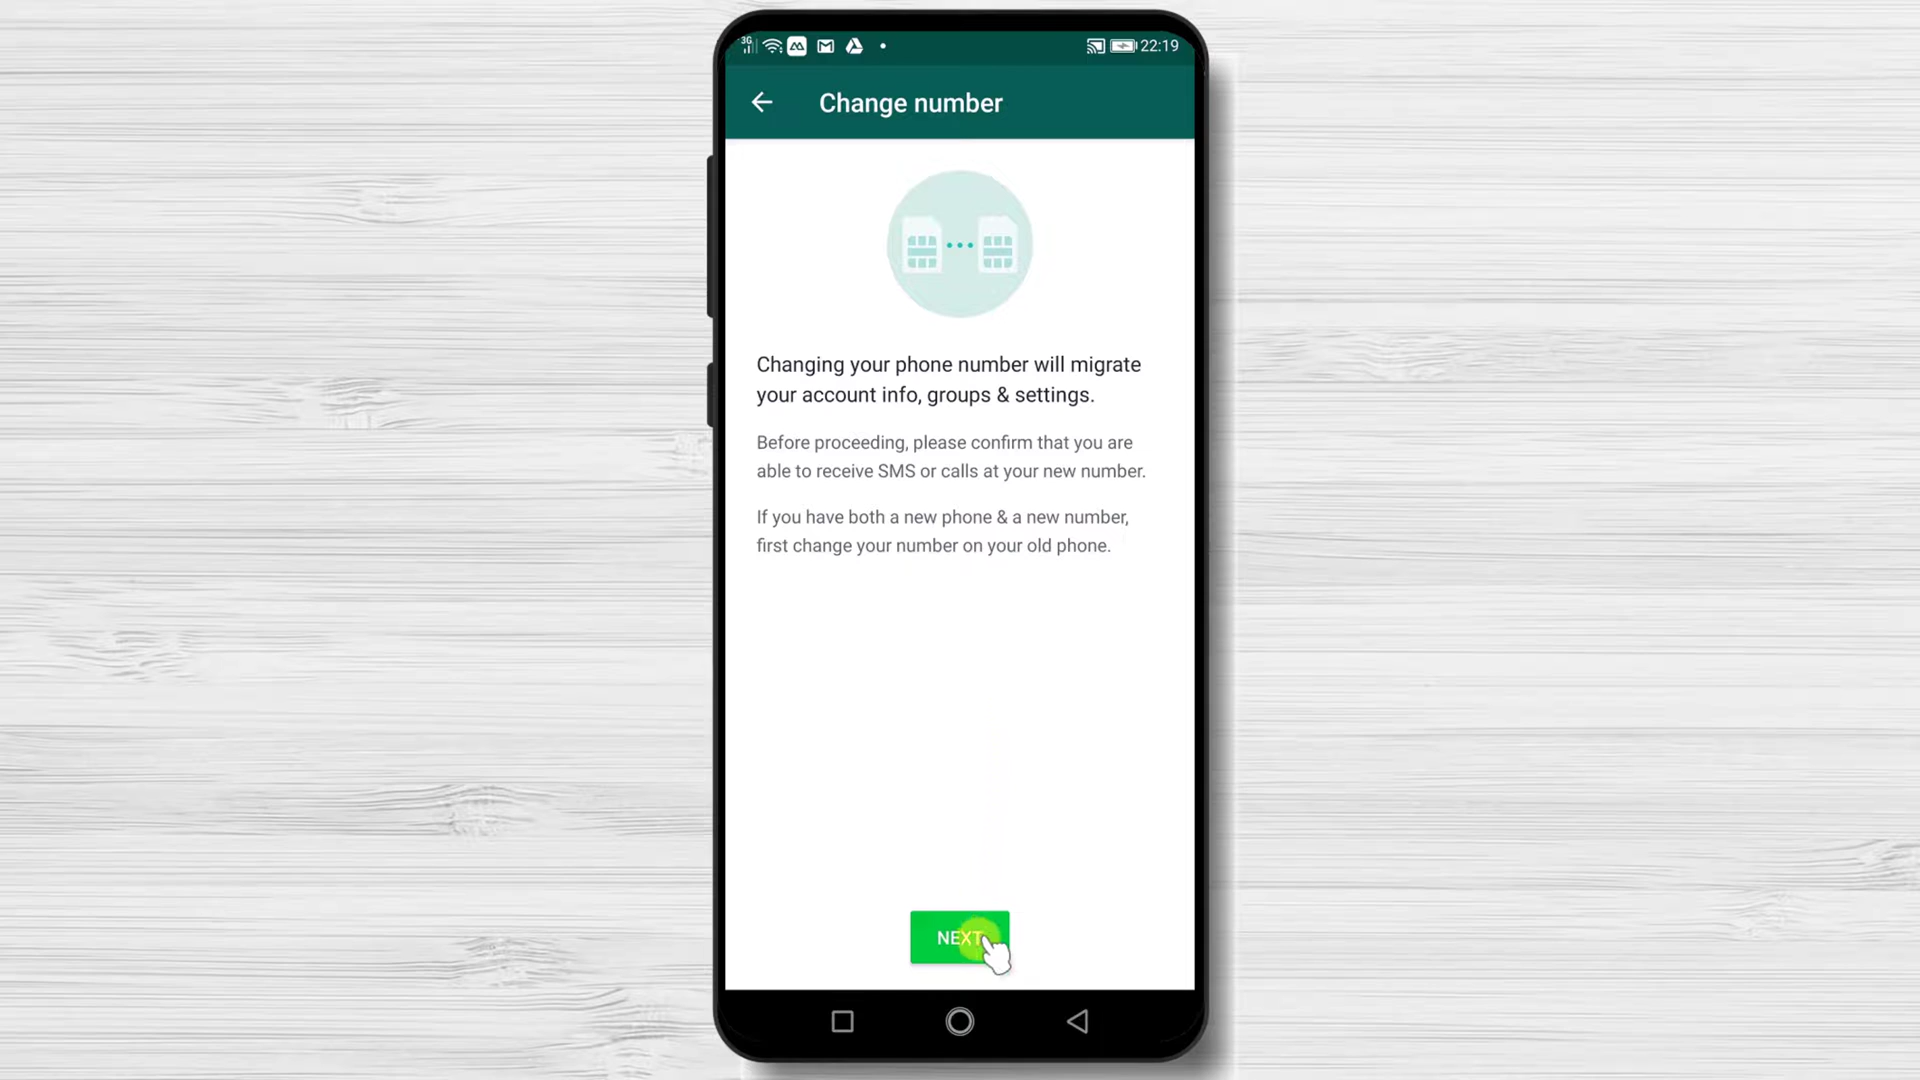 3G
22:19
Change number
Changing your phone number will migrate
your account info, groups & settings.
Before proceeding, please confirm that you are
able to receive SMS or calls at your new number.
If you have both a new phone & a new number,
first change your number on your old phone.
NEXT